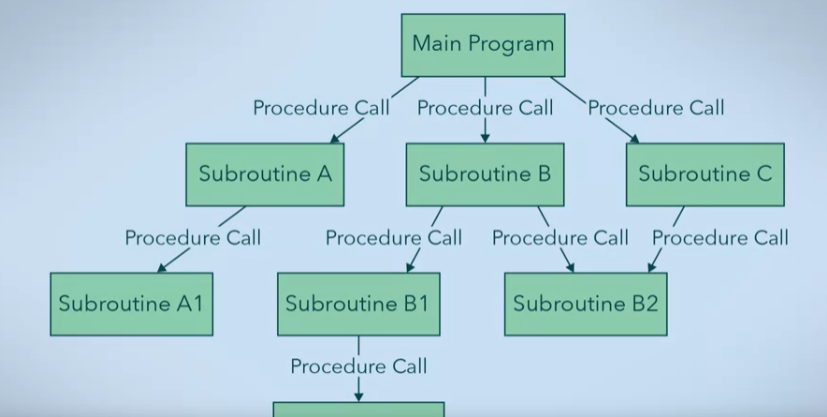 Main Program
Procedure Call Procedure Call Procedure Call
Subroutine A Subroutine B Subroutine C
Procedure Call Procedure Call Procedure Call Procedure Call
Subroutine A1 Subroutine B1 Subroutine B2
Procedure Call